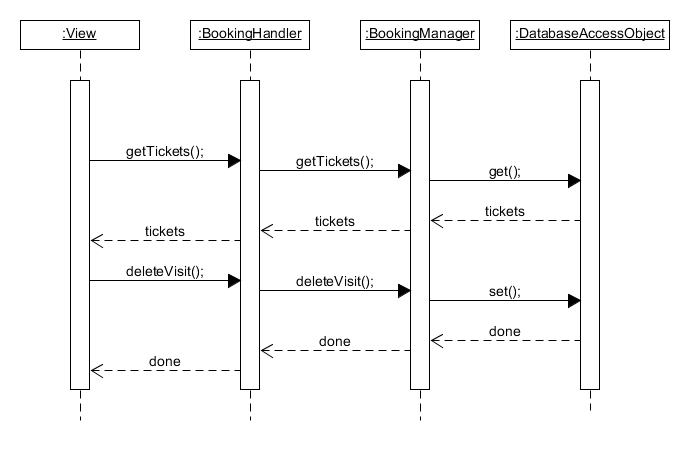 :View
:BookingHandler
:BookingManager
:DatabaseAccessObject
getTickets();
getTickets();
get();
tickets
tickets
tickets
deleteVisit();
deleteVisit();
set();
done
done
done